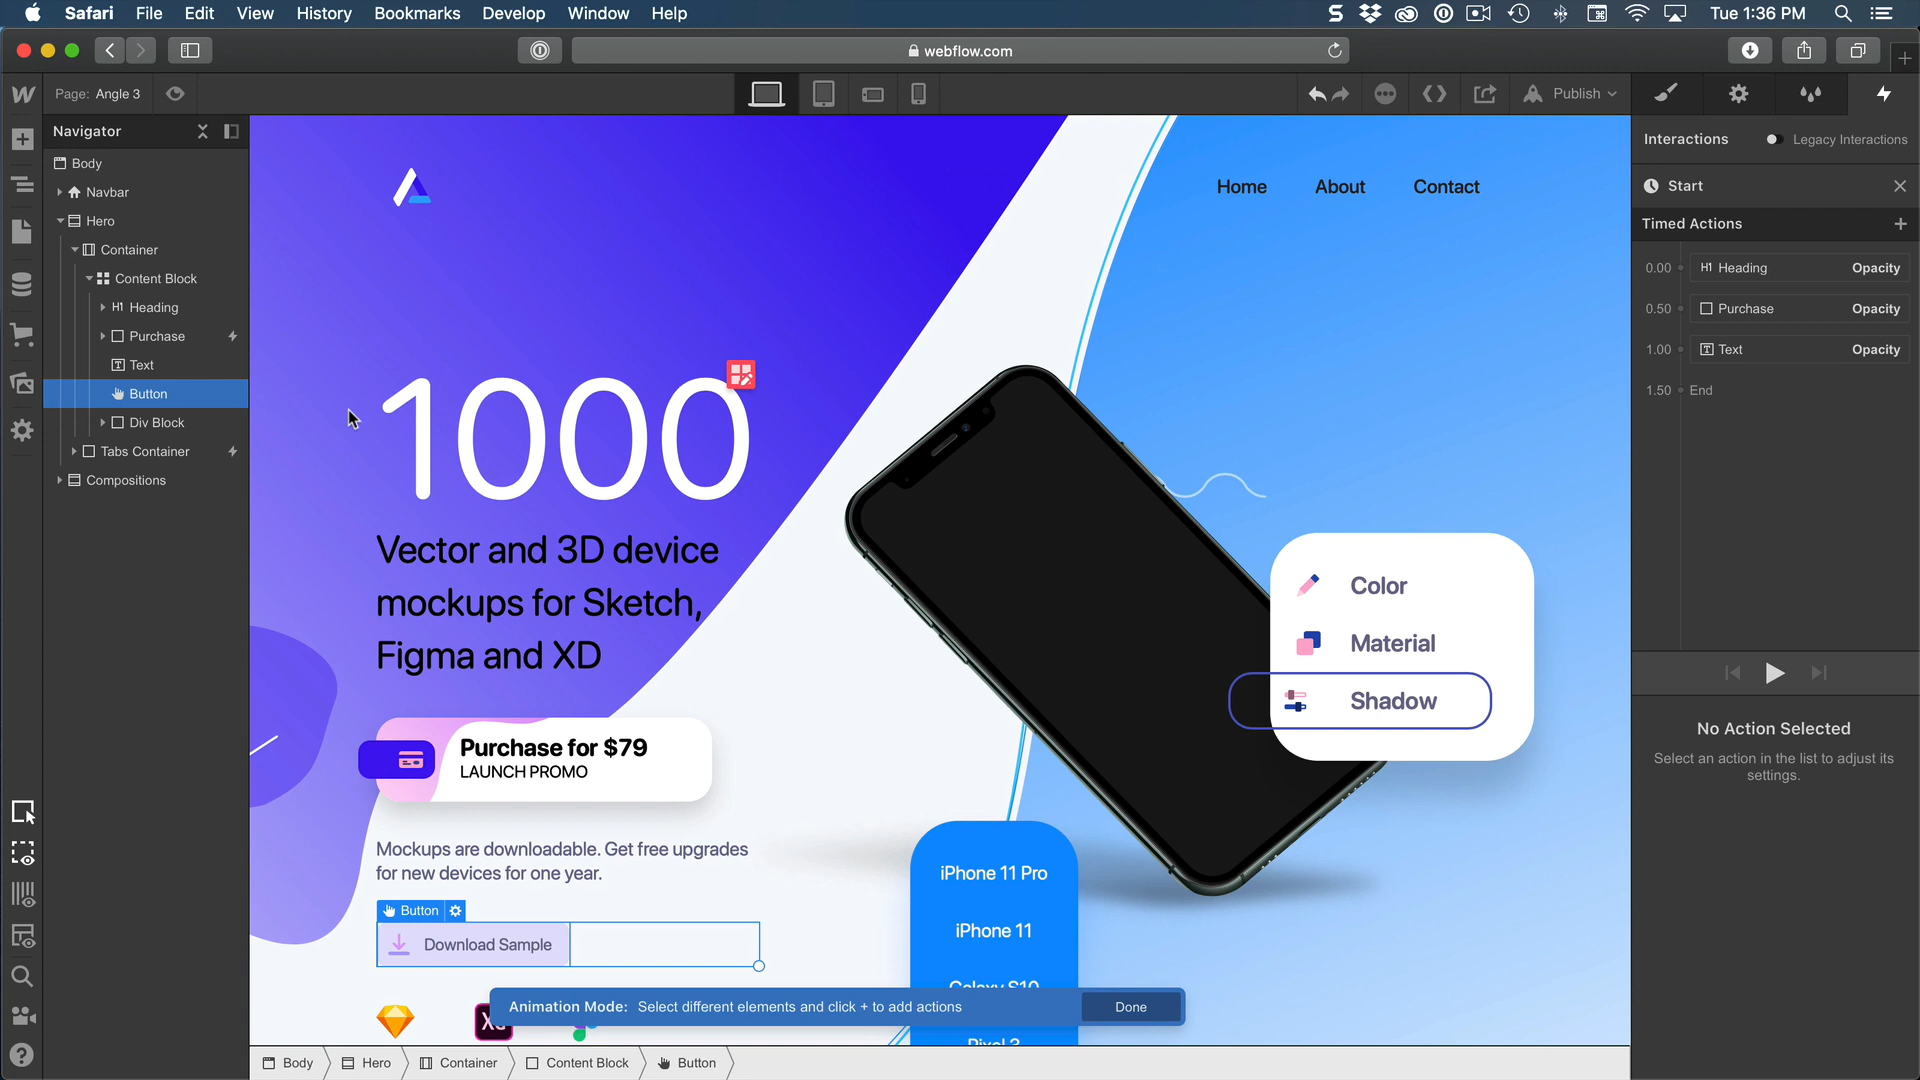 Safari File Edit View History Bookmarks Develop Window Help
Tue 1:36 PM
webflow.com
Page: Angle 3
Publish
Navigator
Body
Navbar
Hero
Container
Content Block
H1 Heading
Purchase
Text
Button
Div Block
Tabs Container
Compositions
Home About Contact
1000
Vector and 3D device
mockups for Sketch,
Figma and XD
Purchase for $79
LAUNCH PROMO
Mockups are downloadable. Get free upgrades
for new devices for one year.
Button
Download Sample
Color
Material
Shadow
iPhone 11 Pro
iPhone 11
Galaxy S10
Pixel 3
Animation Mode: Select different elements and click + to add actions
Done
Body Hero Container Content Block Button
Interactions Legacy Interactions
Start
Timed Actions
0.00 H1 Heading Opacity
0.50 Purchase Opacity
1.00 Text Opacity
1.50 End
No Action Selected
Select an action in the list to adjust its
settings.